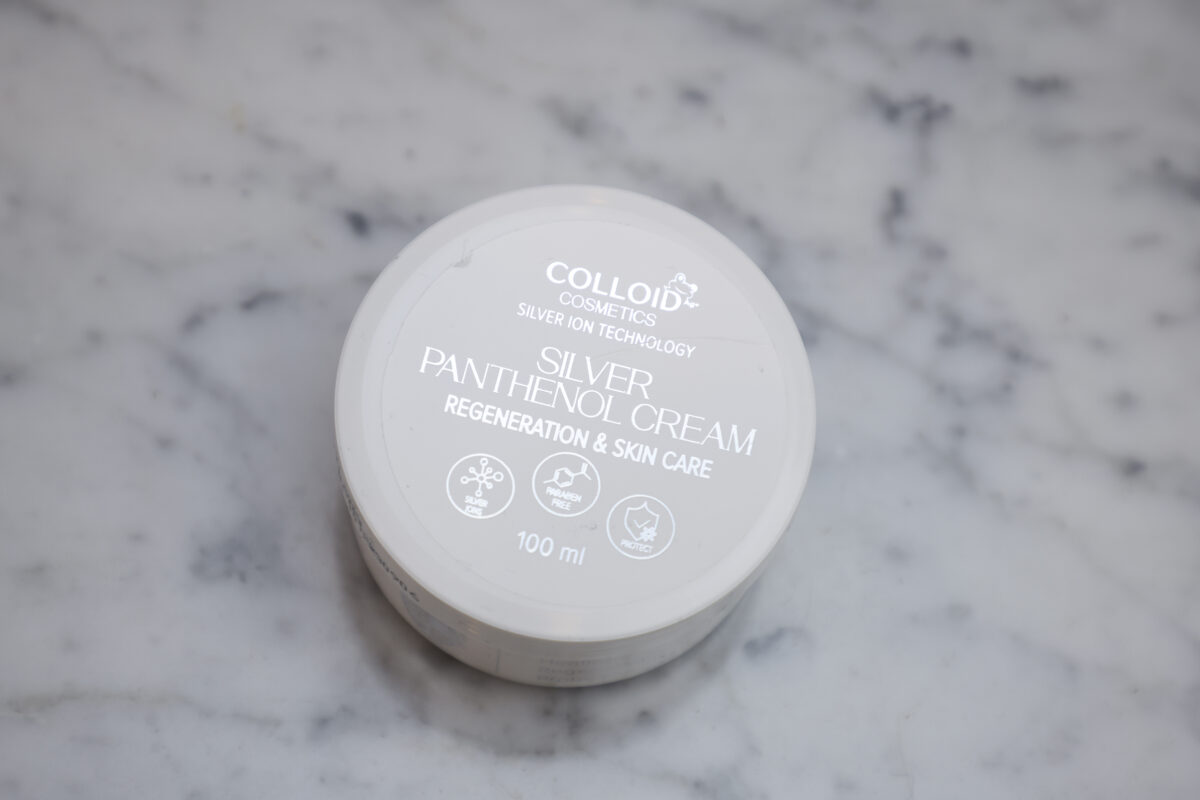 COLLOID
COSMETICS
SILVER ION TECHNOLOGY
SILVER
PANTHENOL CREAM
REGENERATION & SKIN CARE
SILVER
IONS
PARABEN
FREE
PROTECT
100 ml